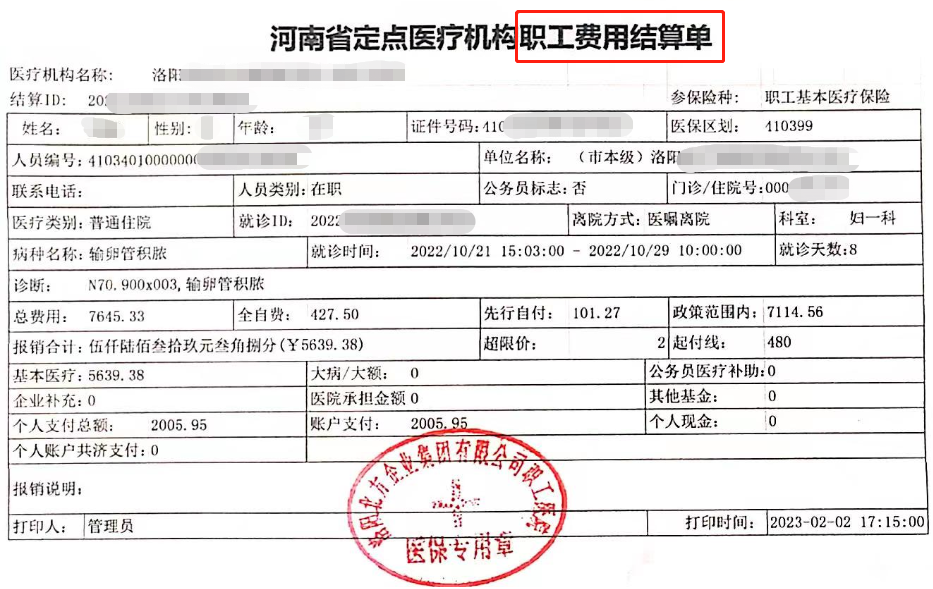 河南省定点医疗机构职工费用结算单
医疗机构名称: 洛阳
结算ID: 202 参保险种: 职工基本医疗保险
姓名: 性别: 年龄: 证件号码:410 医保区划: 410399
人员编号:41034010000000 单位名称: (市本级)洛阳
联系电话: 人员类别:在职 公务员标志:否 门诊/住院号:000
医疗类别:普通住院 就诊ID: 2022 离院方式:医嘱离院 科室: 妇一科
病种名称:输卵管积脓 就诊时间: 2022/10/21 15:03:00 - 2022/10/29 10:00:00 就诊天数:8
诊断: N70.900x003,输卵管积脓
总费用: 7645.33 全自费: 427.50 先行自付: 101.27 政策范围内: 7114.56
报销合计:伍仟陆佰叁拾玖元叁角捌分(¥5639.38) 超限价: 2 起付线: 480
基本医疗:5639.38 大病/大额: 0 公务员医疗补助:0
企业补充:0 医院承担金额0 其他基金: 0
个人支付总额: 2005.95 账户支付: 2005.95 个人现金: 0
个人账户共济支付:0
报销说明:
打印人: 管理员 打印时间: 2023-02-02 17:15:00
洛阳北方企业集团有限公司职工医院
医保专用章